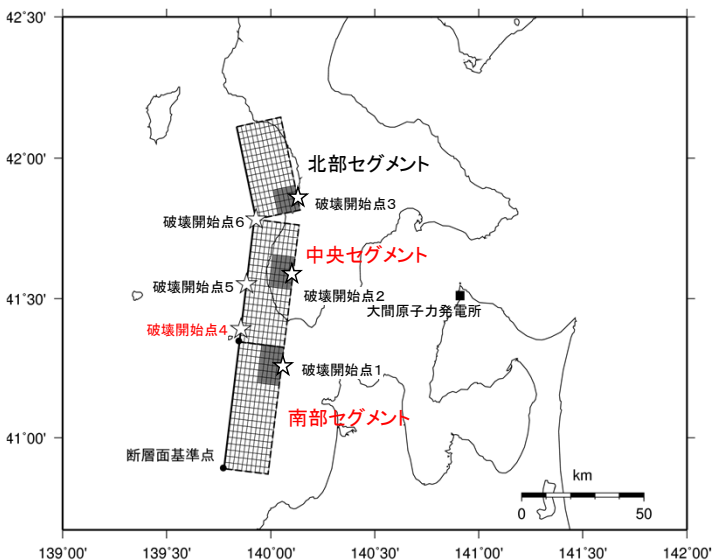 42°30'
42°00'
北部セグメント
破壊開始点3
破壊開始点6
中央セグメント
破壊開始点5
破壊開始点2
41°30'
大間原子力発電所
破壊開始点4
破壊開始点1
南部セグメント
41°00'
断層面基準点
km
0 50
139°00' 139°30' 140°00' 140°30' 141°00' 141°30' 142°00'